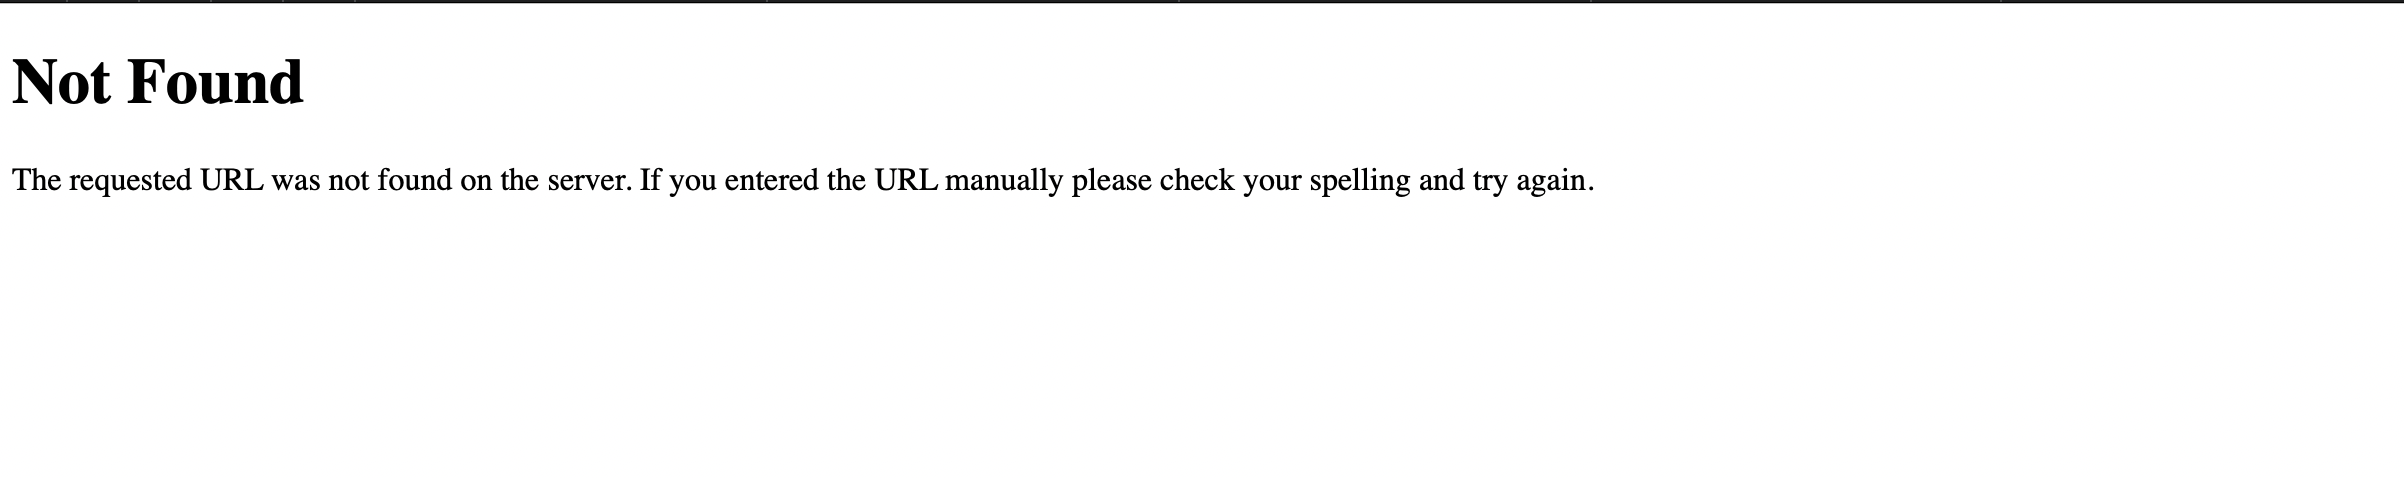 Not Found
The requested URL was not found on the server. If you entered the URL manually please check your spelling and try again.